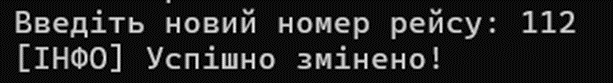 Введіть новий номер рейсу: 112
[ІНФО] Успішно змінено!